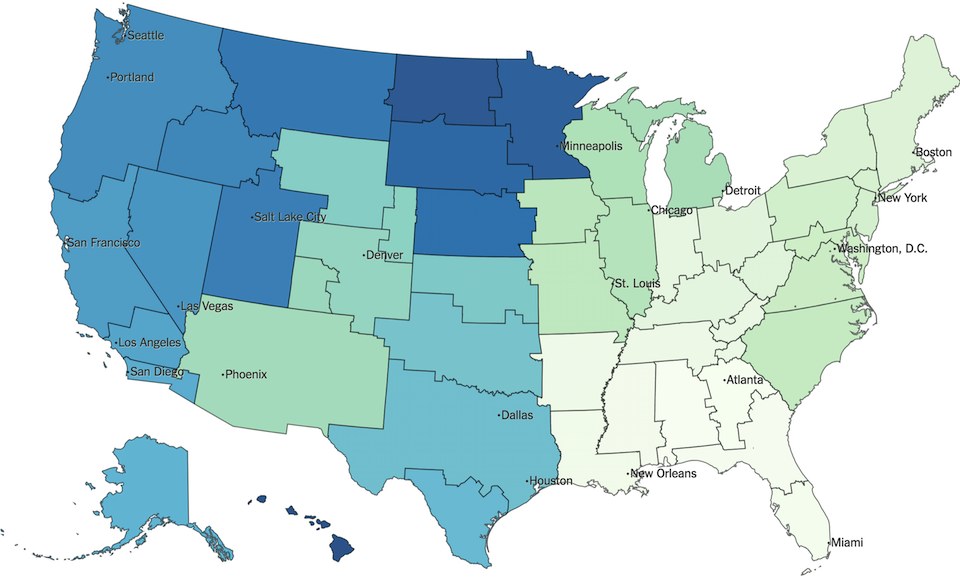 Seattle
Portland
Minneapolis
Boston
Detroit
New York
Chicago
Salt Lake City
San Francisco
Washington, D.C.
Denver
St. Louis
Las Vegas
Los Angeles
San Diego
Phoenix
Atlanta
Dallas
New Orleans
Houston
Miami